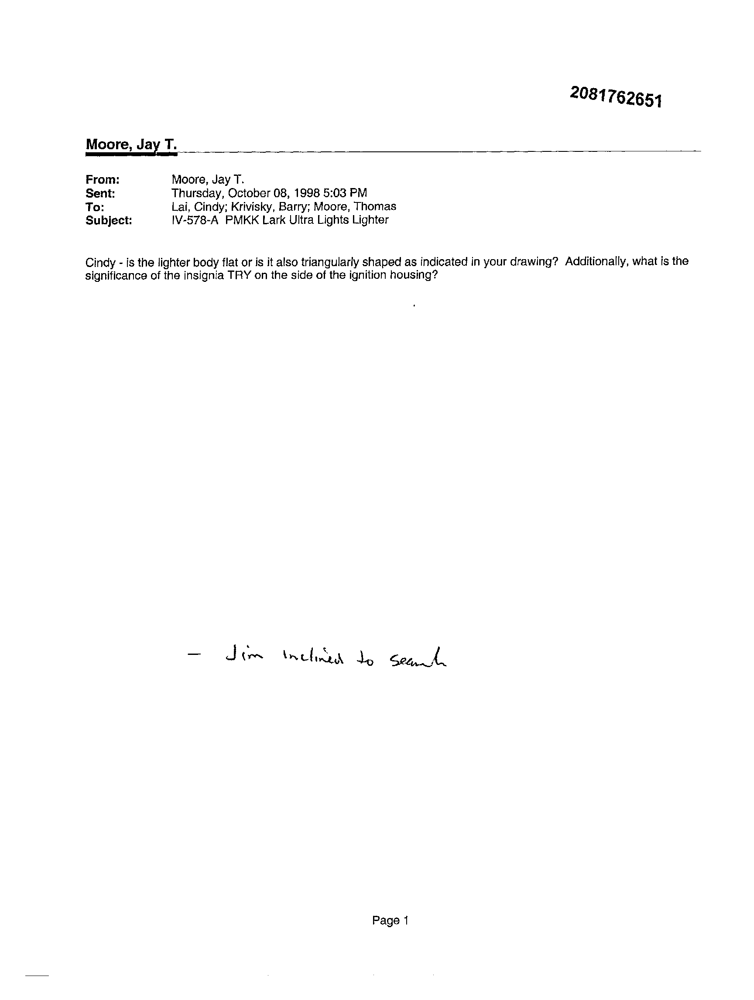 2081762651
Moore, Jay T.
From: Moore, Jay T.
Sent: Thursday, October 08, 1998 5:03 PM
To: Lai, Cindy; Krivisky, Barry; Moore, Thomas
Subject: IV-578-A PMKK Lark Ultra Lights Lighter
Cindy - is the lighter body flat or is it also triangularly shaped as indicated in your drawing? Additionally, what is the
significance of the insignia TRY on the side of the ignition housing?
- Jim inclined to search
Page 1